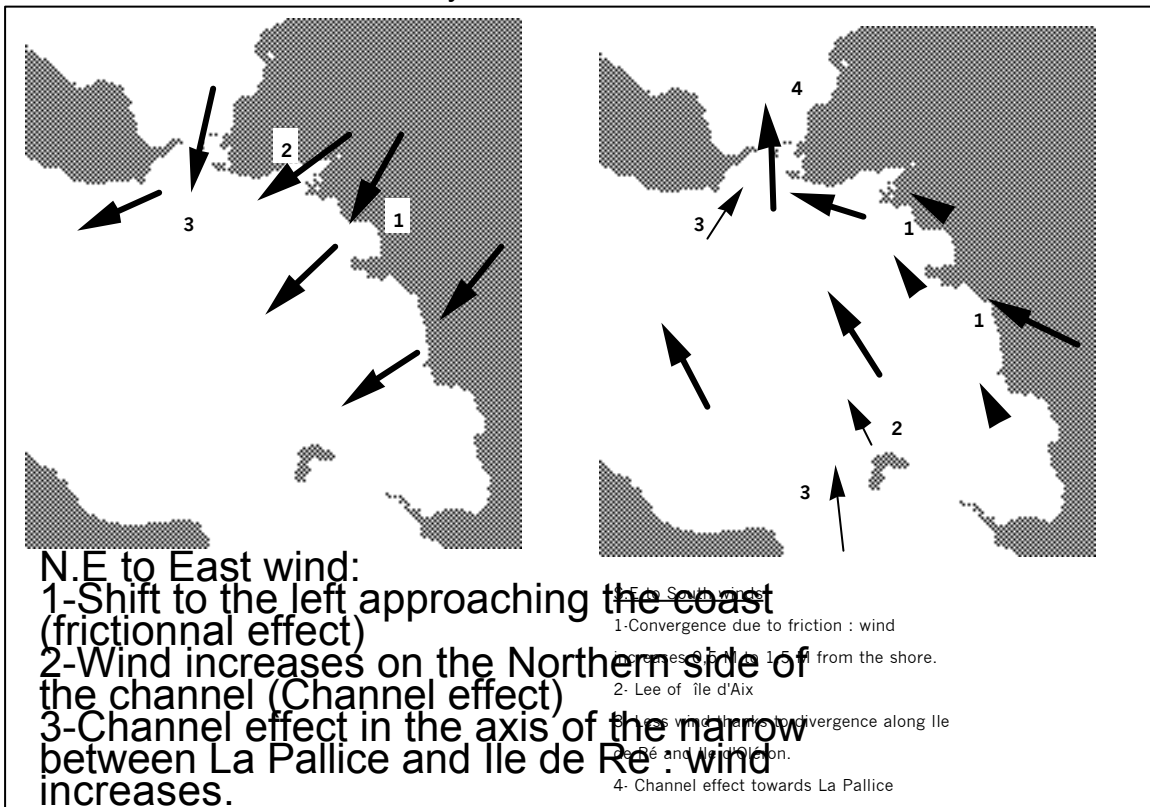 2
1
3
4
3
1
1
2
3
N.E to East wind:
1-Shift to the left approaching the coast
(frictionnal effect)
2-Wind increases on the Northern side of
the channel (Channel effect)
3-Channel effect in the axis of the narrow
between La Pallice and Ile de Ré : wind
increases.
S.E to South winds
1-Convergence due to friction : wind
increases 0,5 M to 1,5 M from the shore.
2- Lee of île d'Aix
3- Less wind thanks to divergence along Ile
de Ré and Ile d'Oléron.
4- Channel effect towards La Pallice